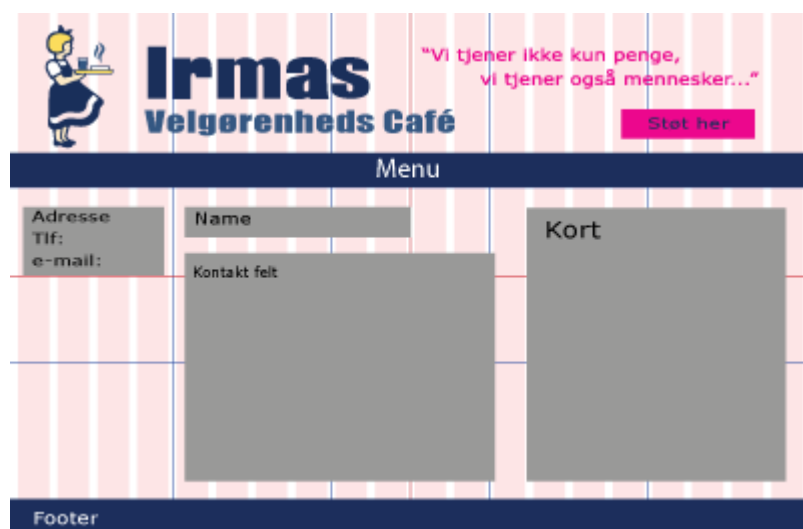 Irmas
Velgørenheds Café
"Vi tjener ikke kun penge,
vi tjener også mennesker..."
Støt her
Menu
Adresse
Tlf:
e-mail:
Name
Kontakt felt
Kort
Footer